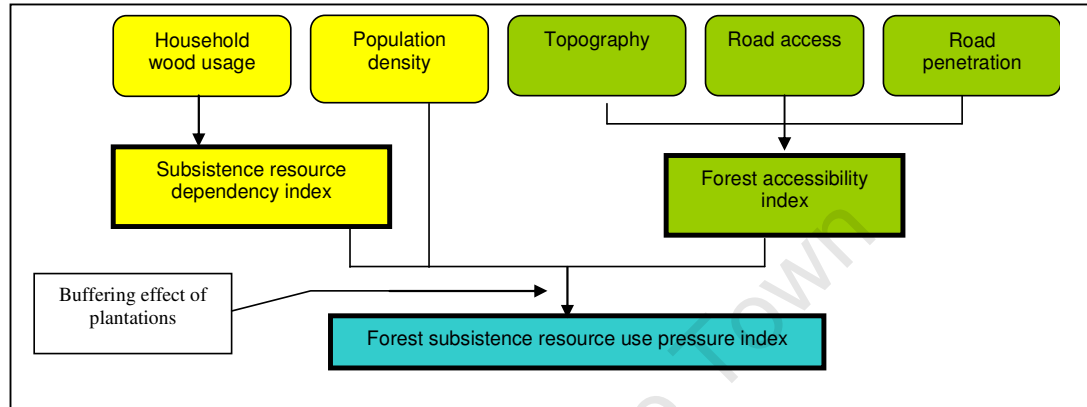 Household
wood usage
Population
density
Topography
Road access
Road
penetration
Subsistence resource
dependency index
Forest accessibility
index
Buffering effect of
plantations
Forest subsistence resource use pressure index
Town